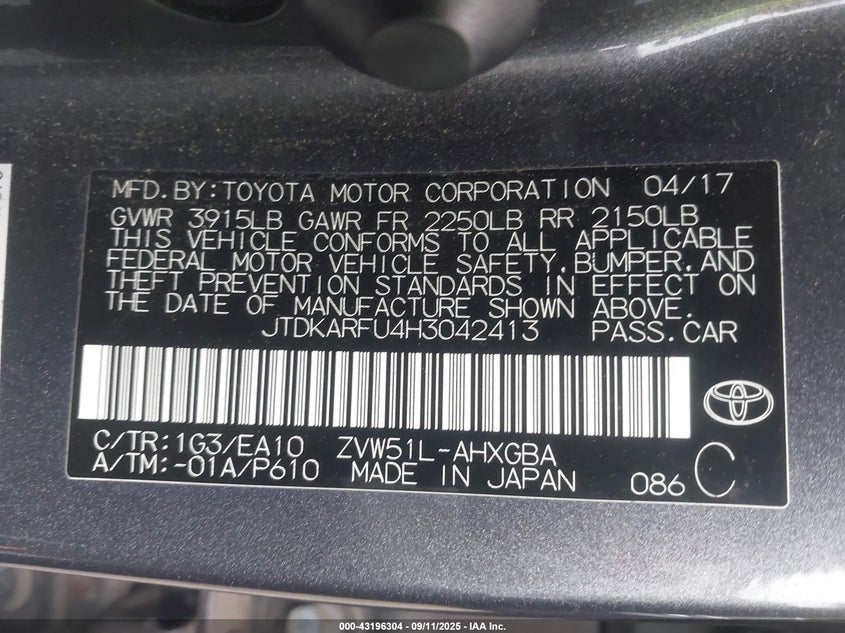 MFD.BY:TOYOTA MOTOR CORPORATION 04/17
GVWR 3915LB GAWR FR 2250LB RR 2150LB
THIS VEHICLE CONFORMS TO ALL APPLICABLE
FEDERAL MOTOR VEHICLE SAFETY,BUMPER,AND
THEFT PREVENTION STANDARDS IN EFFECT ON
THE DATE OF MANUFACTURE SHOWN ABOVE.
JTDKARFU4H3042413 PASS.CAR
C/TR:1G3/EA10 ZVW51L-AHXGBA
A/TM:-01A/P610 MADE IN JAPAN 086 C
000-43196304 - 09/11/2025 - IAA Inc.